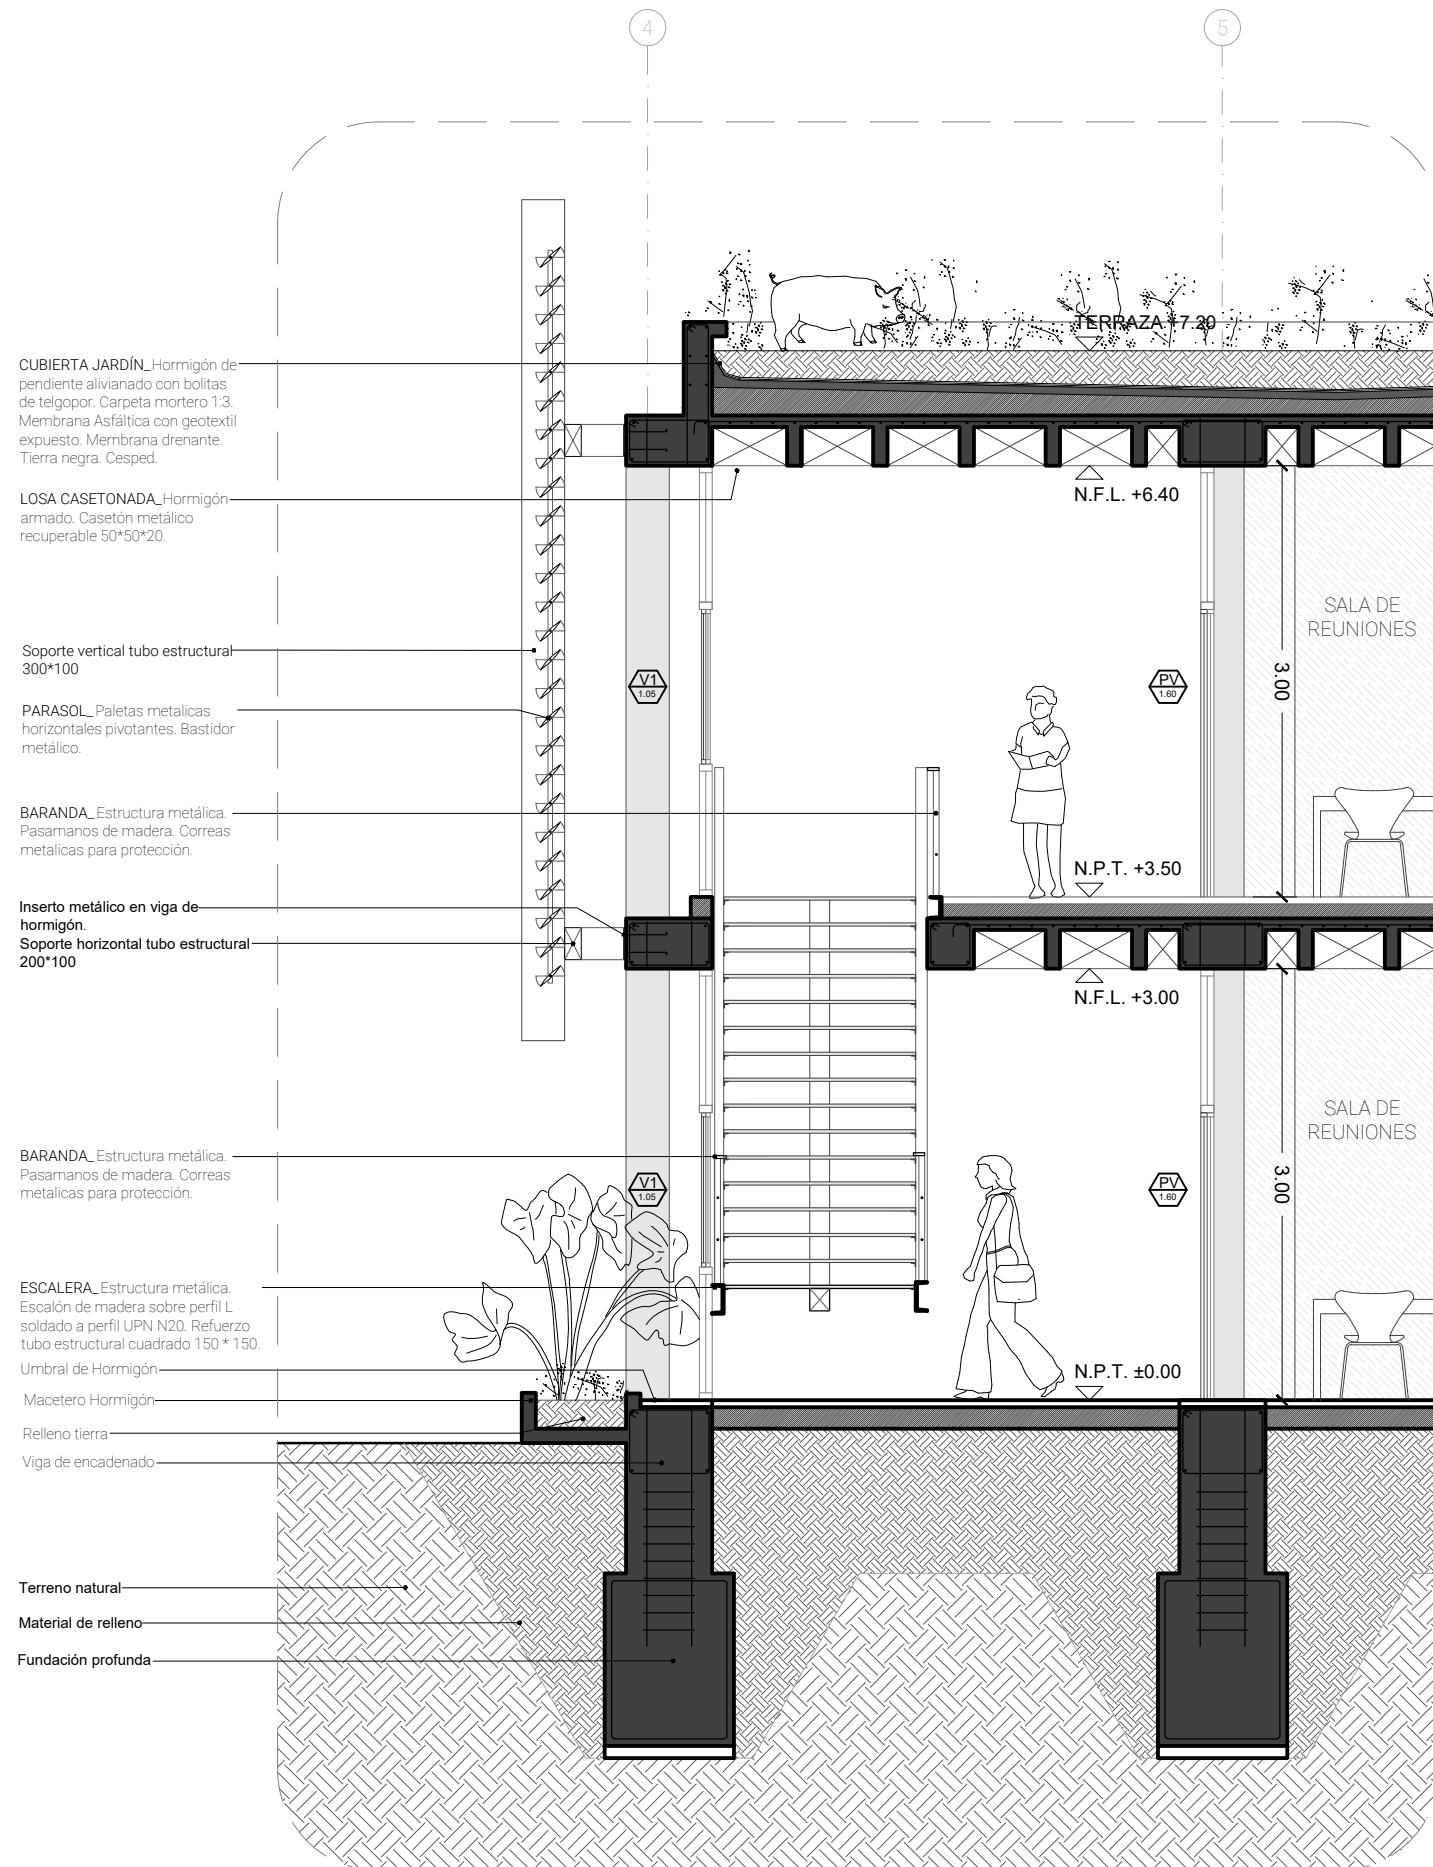 4
5
TERRAZA +7.20
CUBIERTA JARDÍN_Hormigón de
pendiente alivianado con bolitas
de telgopor. Carpeta mortero 1:3.
Membrana Asfáltica con geotextil
expuesto. Membrana drenante.
Tierra negra. Cesped.
LOSA CASETONADA_Hormigón
armado. Casetón metálico
recuperable 50*50*20.
N.F.L. +6.40
SALA DE
REUNIONES
Soporte vertical tubo estructural
300*100
V1
1.05
PV
1.60
3.00
PARASOL_Paletas metalicas
horizontales pivotantes. Bastidor
metálico.
BARANDA_Estructura metálica.
Pasamanos de madera. Correas
metalicas para protección.
N.P.T. +3.50
Inserto metálico en viga de
hormigón.
Soporte horizontal tubo estructural
200*100
N.F.L. +3.00
SALA DE
REUNIONES
BARANDA_Estructura metálica.
Pasamanos de madera. Correas
metalicas para protección.
V1
1.05
PV
1.60
3.00
ESCALERA_Estructura metálica.
Escalón de madera sobre perfil L
soldado a perfil UPN N20. Refuerzo
tubo estructural cuadrado 150 * 150.
Umbral de Hormigón
N.P.T. ±0.00
Macetero Hormigón
Relleno tierra
Viga de encadenado
Terreno natural
Material de relleno
Fundación profunda